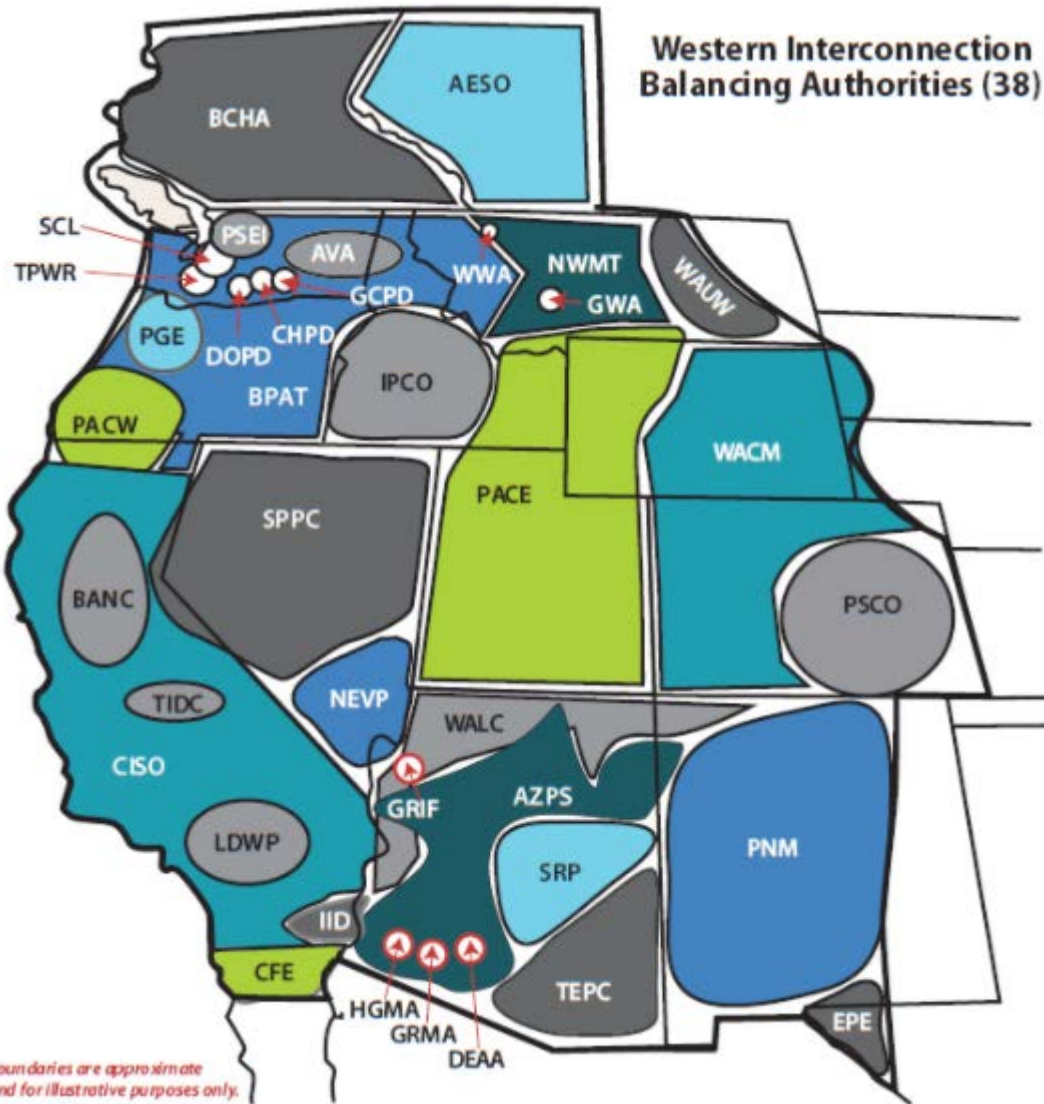 Western Interconnection
Balancing Authorities (38)
AESO
BCHA
SCL
PSEI
AVA
TPWR
WWA
NWMT
WAUW
GCPD
GWA
PGE
CHPD
DOPD
IPCO
BPAT
PACW
WACM
PACE
SPPC
BANC
PSCO
TIDC
NEVP
WALC
CISO
GRIF
AZPS
LDWP
SRP
PNM
IID
CFE
TEPC
HGMA
GRMA
EPE
DEAA
oundaries are approximate
nd for illustrative purposes only.